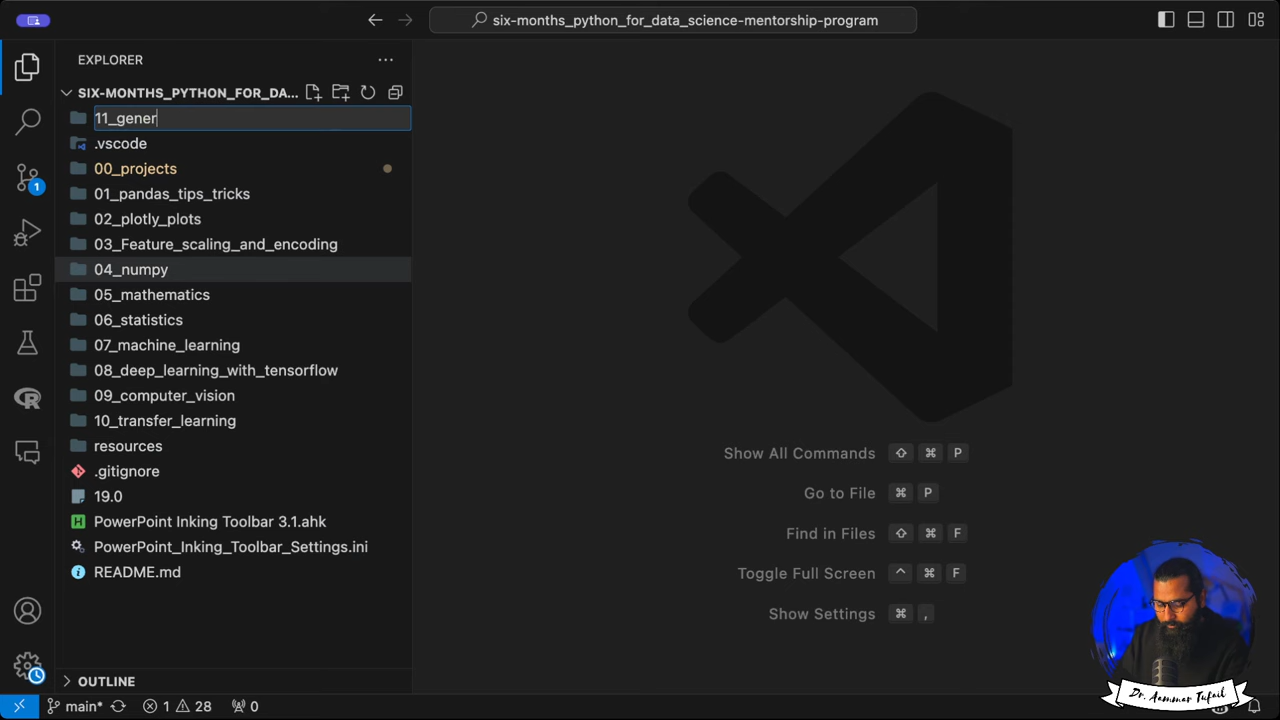 six-months_python_for_data_science-mentorship-program
EXPLORER
SIX-MONTHS_PYTHON_FOR_DA...
11_gener
.vscode
00_projects
01_pandas_tips_tricks
02_plotly_plots
03_Feature_scaling_and_encoding
04_numpy
05_mathematics
06_statistics
07_machine_learning
08_deep_learning_with_tensorflow
09_computer_vision
10_transfer_learning
resources
.gitignore
19.0
PowerPoint Inking Toolbar 3.1.ahk
PowerPoint_Inking_Toolbar_Settings.ini
README.md
OUTLINE
1
Show All Commands ⇧ ⌘ P
Go to File ⌘ P
Find in Files ⇧ ⌘ F
Toggle Full Screen ^ ⌘ F
Show Settings ⌘ ,
Dr. Aammar Tufail
main* 1 28 0